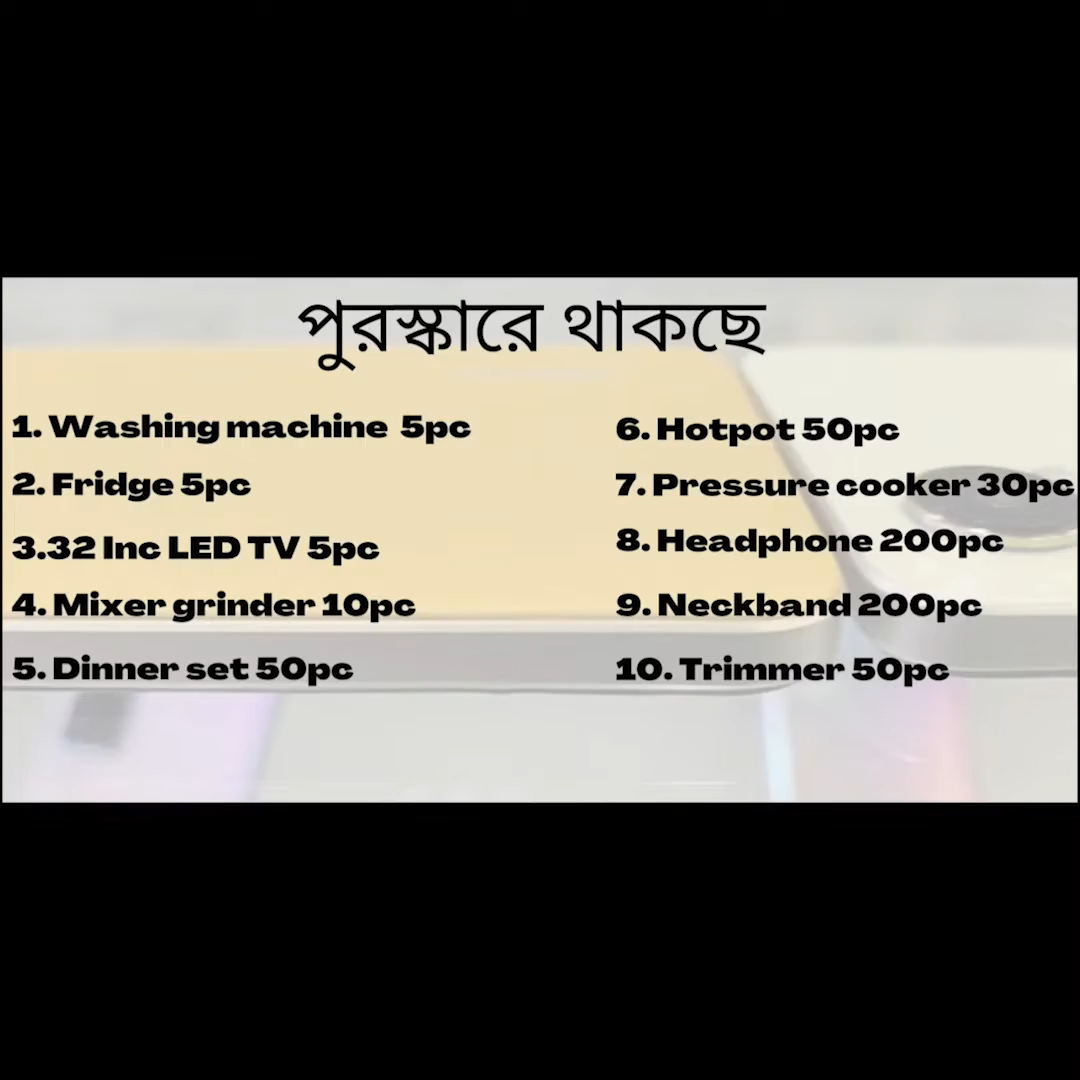 পুরস্কারে থাকছে
1. Washing machine 5pc
2. Fridge 5pc
3.32 Inc LED TV 5pc
4. Mixer grinder 10pc
5. Dinner set 50pc
6. Hotpot 50pc
7. Pressure cooker 30pc
8. Headphone 200pc
9. Neckband 200pc
10. Trimmer 50pc